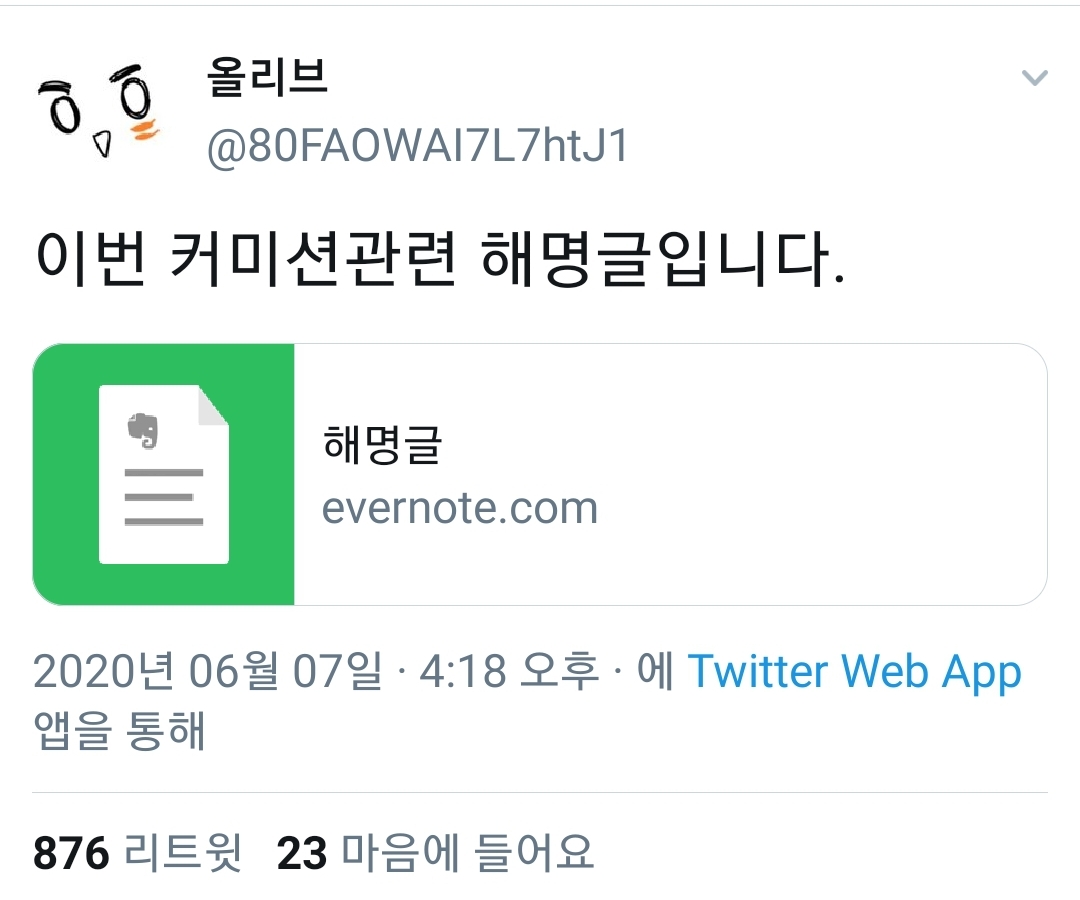 올리브
@80FAOWAI7L7htJ1
이번 커미션관련 해명글입니다.
해명글
evernote.com
2020년 06월 07일 · 4:18 오후 · 에 Twitter Web App
앱을 통해
876 리트윗 23 마음에 들어요